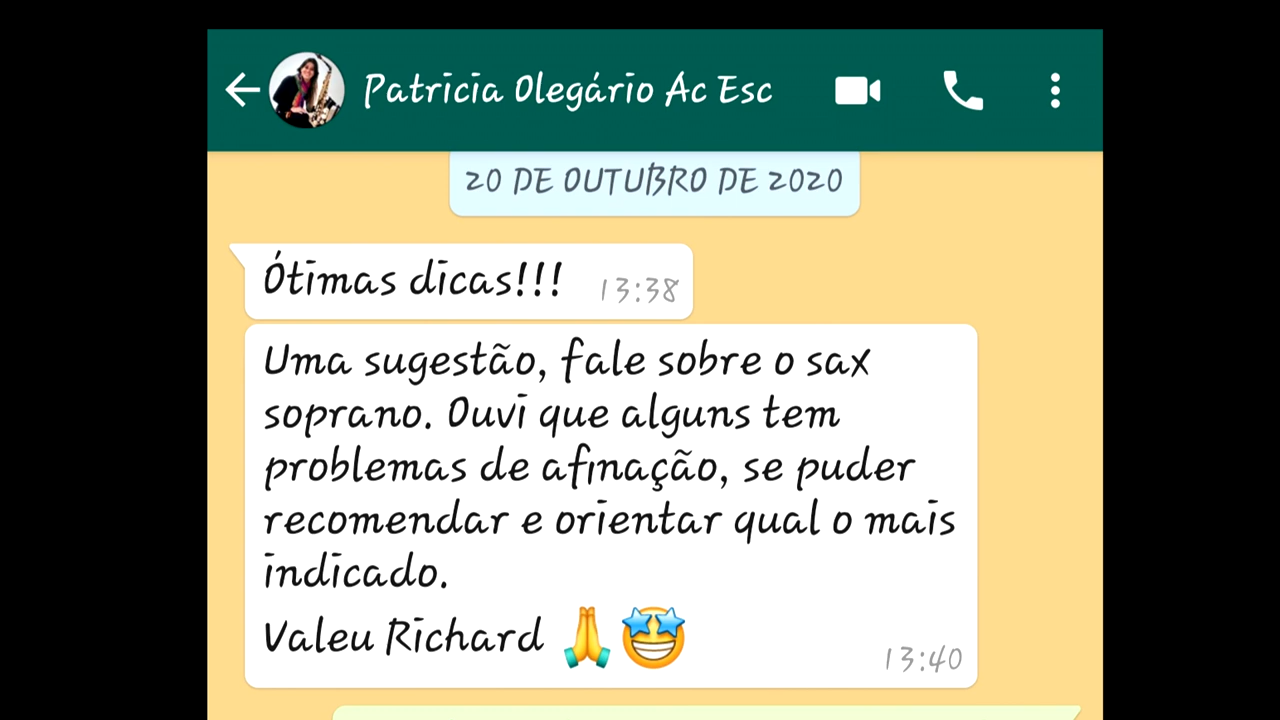 Patricia Olegário Ac Esc
20 DE OUTUBRO DE 2020
Ótimas dicas!!! 13:38
Uma sugestão, fale sobre o sax
soprano. Ouvi que alguns tem
problemas de afinação, se puder
recomendar e orientar qual o mais
indicado.
Valeu Richard 🙏🤩
13:40